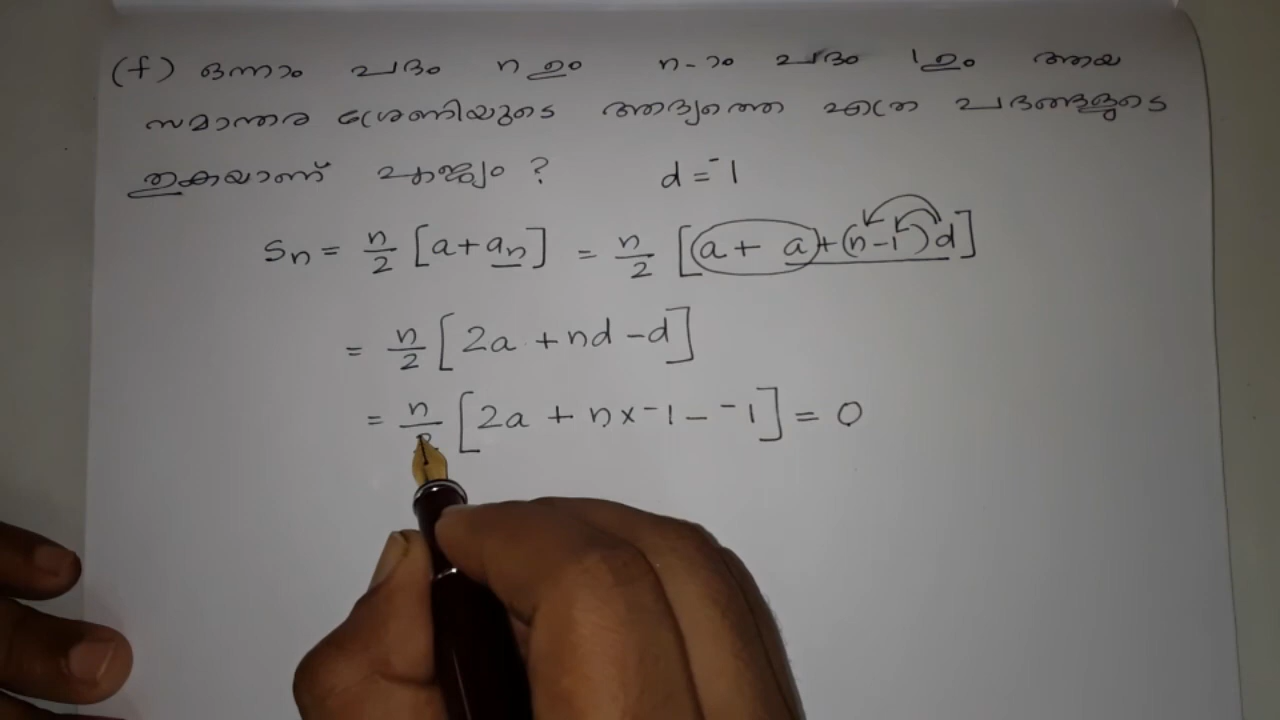 (f) ഒന്നാം പദം n ഉം n-ാം പദം 1 ഉം ആയ
സമാന്തര ശ്രേണിയുടെ ആദ്യത്തെ എത്ര പദങ്ങളുടെ
തുകയാണ് പൂജ്യം ? d = ⁻1
Sn = n/2 [a + an] = n/2 [a + a + (n-1)d]
= n/2 [2a + nd - d]
= n/2 [2a + n × ⁻1 - ⁻1] = 0